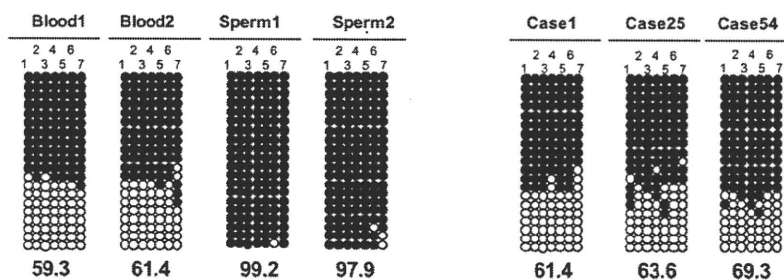 Blood1 Blood2 Sperm1 Sperm2 Case1 Case25 Case54
2 4 6 2 4 6 2 4 6 2 4 6 2 4 6 2 4 6 2 4 6
1 3 5 7 1 3 5 7 1 3 5 7 1 3 5 7 1 3 5 7 1 3 5 7 1 3 5 7
59.3 61.4 99.2 97.9 61.4 63.6 69.3